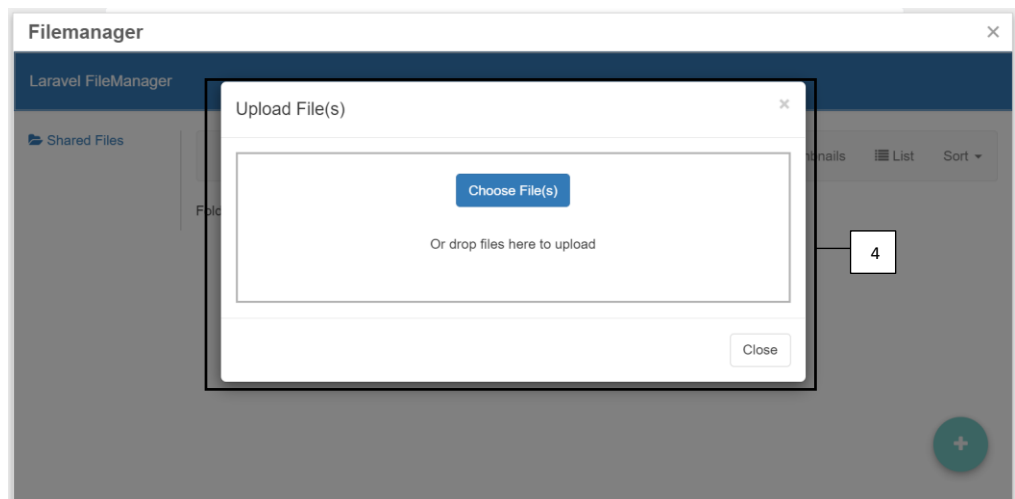 Filemanager ×
Laravel FileManager
Upload File(s) ×
Shared Files
List Sort
Choose File(s)
Or drop files here to upload
4
Close
+